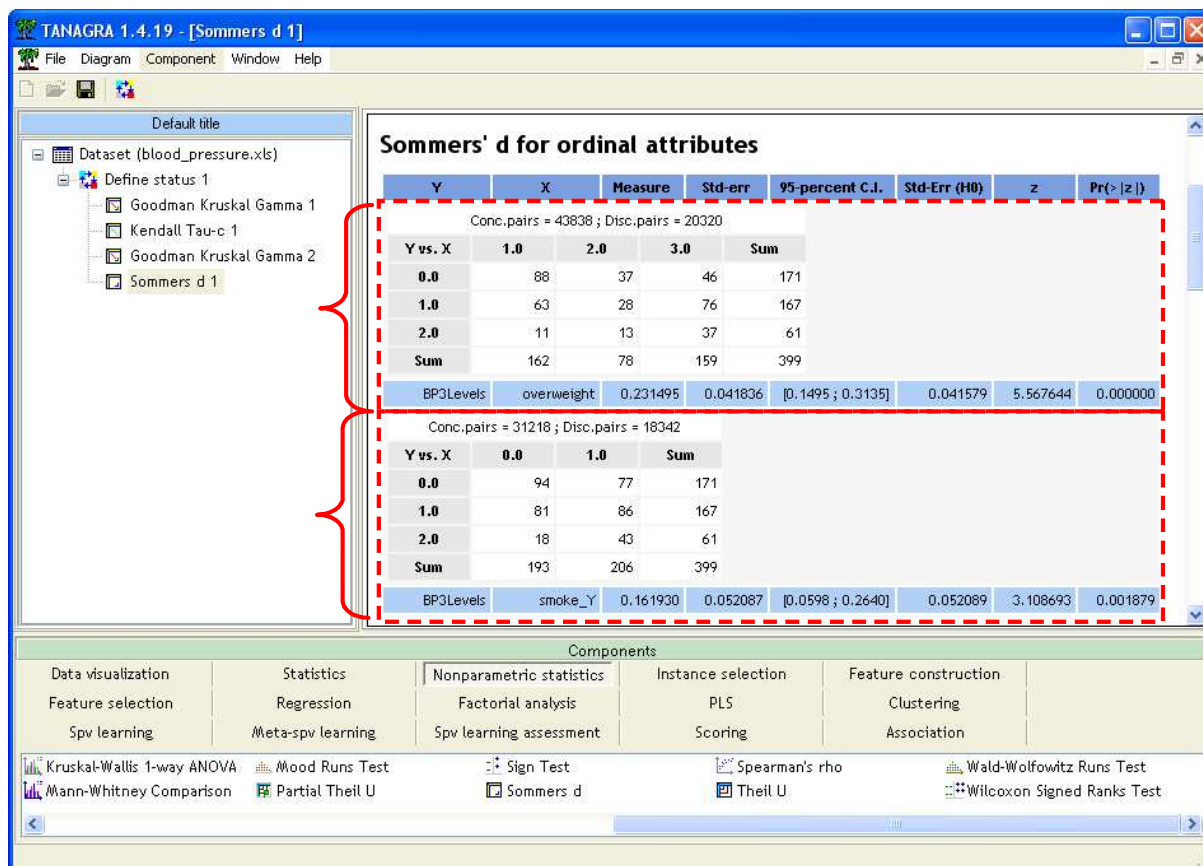 TANAGRA 1.4.19 - [Sommers d 1]
File Diagram Component Window Help
Default title
Dataset (blood_pressure.xls)
Define status 1
Goodman Kruskal Gamma 1
Kendall Tau-c 1
Goodman Kruskal Gamma 2
Sommers d 1
Sommers' d for ordinal attributes
Y X Measure Std-err 95-percent C.I. Std-Err (H0) z Pr(>|z|)
Conc.pairs = 43838 ; Disc.pairs = 20320
Y vs. X 1.0 2.0 3.0 Sum
0.0 88 37 46 171
1.0 63 28 76 167
2.0 11 13 37 61
Sum 162 78 159 399
BP3Levels overweight 0.231495 0.041836 [0.1495 ; 0.3135] 0.041579 5.567644 0.000000
Conc.pairs = 31218 ; Disc.pairs = 18342
Y vs. X 0.0 1.0 Sum
0.0 94 77 171
1.0 81 86 167
2.0 18 43 61
Sum 193 206 399
BP3Levels smoke_Y 0.161930 0.052087 [0.0598 ; 0.2640] 0.052089 3.108693 0.001879
Components
Data visualization Statistics Nonparametric statistics Instance selection Feature construction
Feature selection Regression Factorial analysis PLS Clustering
Spv learning Meta-spv learning Spv learning assessment Scoring Association
Kruskal-Wallis 1-way ANOVA Mood Runs Test Sign Test Spearman's rho Wald-Wolfowitz Runs Test
Mann-Whitney Comparison Partial Theil U Sommers d Theil U Wilcoxon Signed Ranks Test